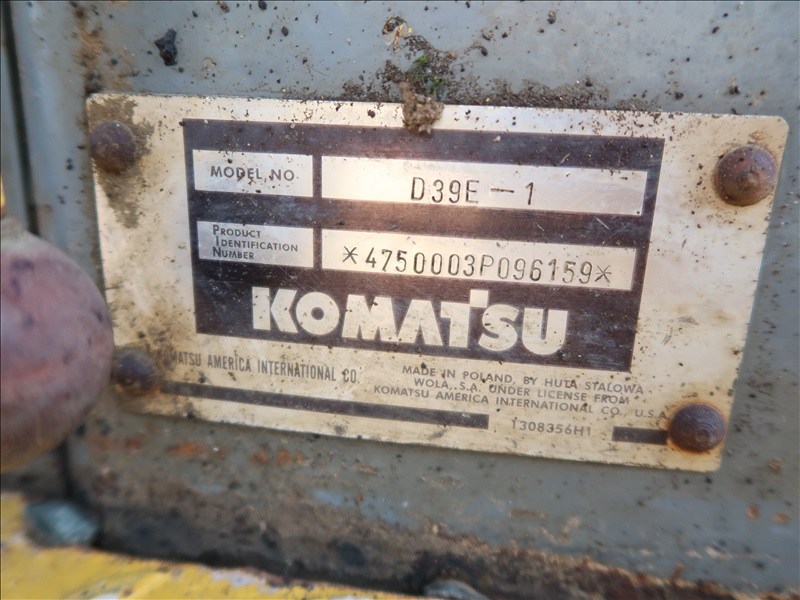 MODEL NO
D39E-1
PRODUCT
IDENTIFICATION
NUMBER
*4750003P096159*
KOMATSU
KOMATSU AMERICA INTERNATIONAL CO.
MADE IN POLAND, BY HUTA STALOWA
WOLA, S.A. UNDER LICENSE FROM
KOMATSU AMERICA INTERNATIONAL CO., U.S.A.
1308356H1